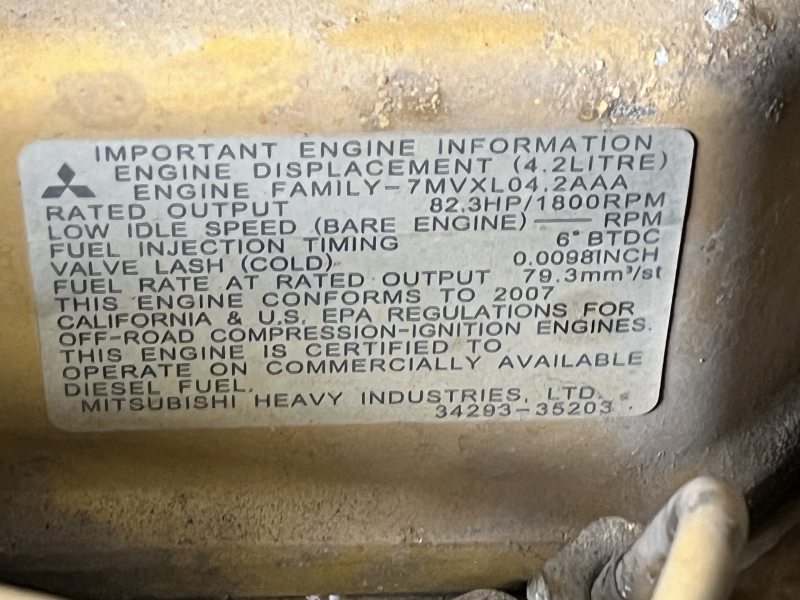 IMPORTANT ENGINE INFORMATION
ENGINE DISPLACEMENT (4.2LITRE)
ENGINE FAMILY-7MVXL04.2AAA
RATED OUTPUT 82.3HP/1800RPM
LOW IDLE SPEED (BARE ENGINE) —— RPM
FUEL INJECTION TIMING 6° BTDC
VALVE LASH (COLD) 0.0098INCH
FUEL RATE AT RATED OUTPUT 79.3mm³/st
THIS ENGINE CONFORMS TO 2007
CALIFORNIA & U.S. EPA REGULATIONS FOR
OFF-ROAD COMPRESSION-IGNITION ENGINES.
THIS ENGINE IS CERTIFIED TO
OPERATE ON COMMERCIALLY AVAILABLE
DIESEL FUEL.
MITSUBISHI HEAVY INDUSTRIES, LTD.
34293-35203